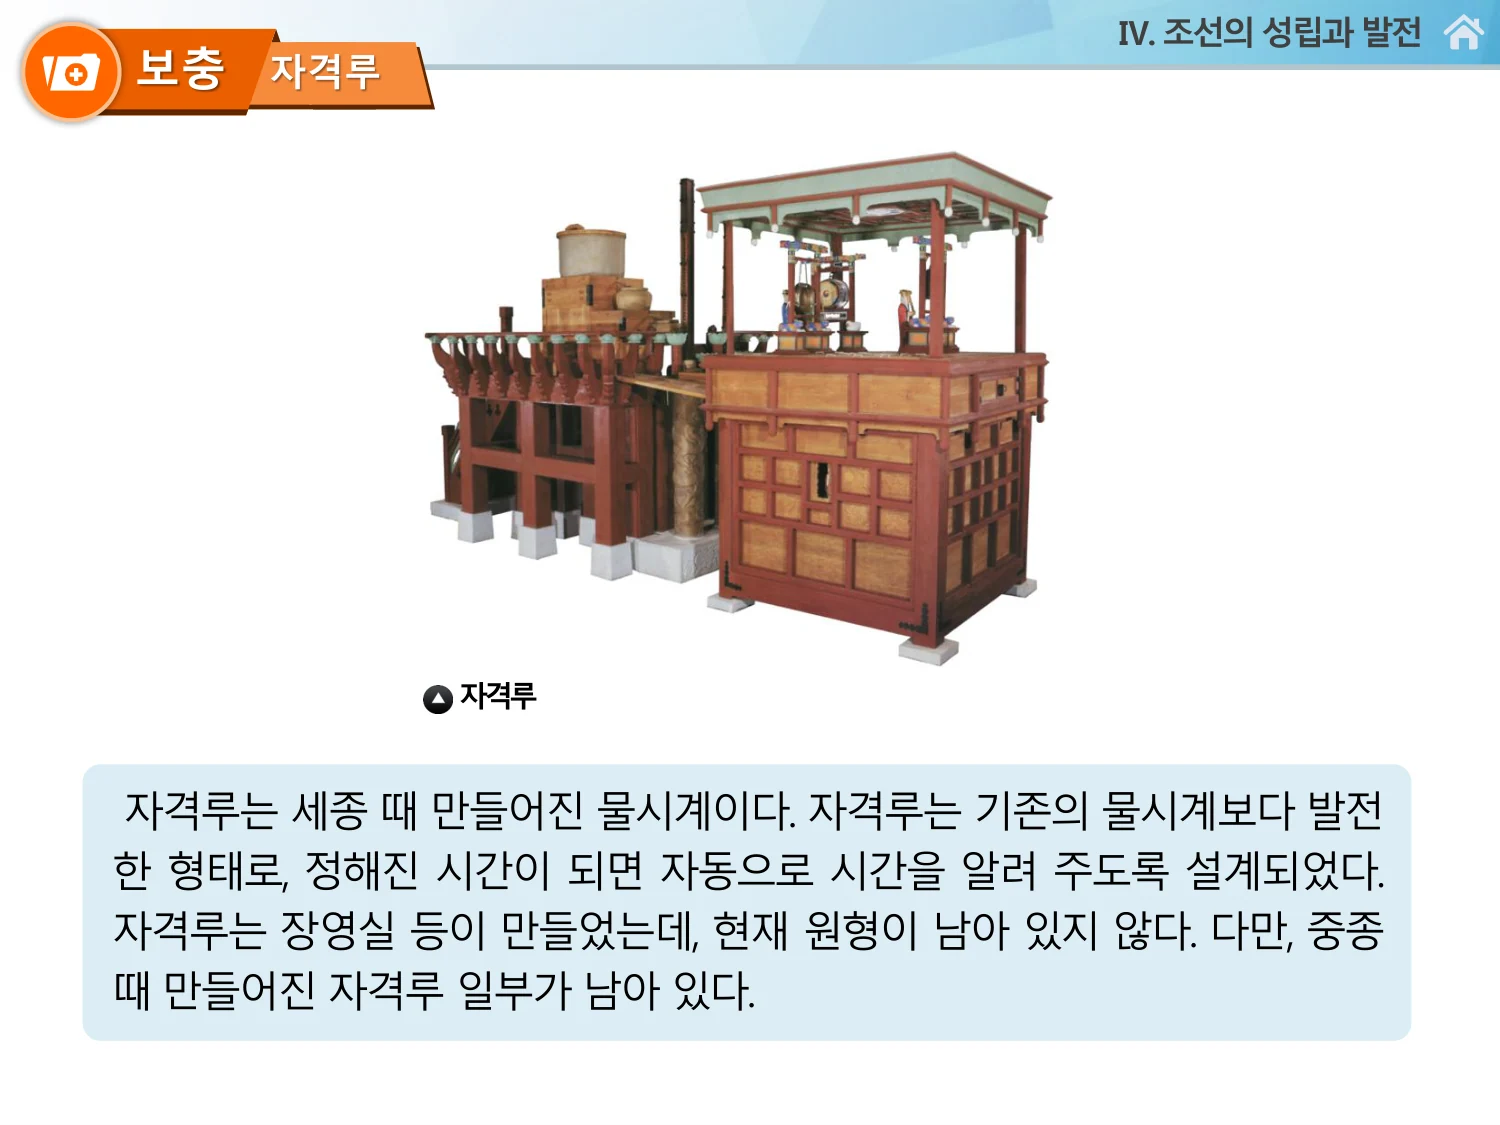 IV. 조선의 성립과 발전
보충 자격루
자격루
자격루는 세종 때 만들어진 물시계이다. 자격루는 기존의 물시계보다 발전
한 형태로, 정해진 시간이 되면 자동으로 시간을 알려 주도록 설계되었다.
자격루는 장영실 등이 만들었는데, 현재 원형이 남아 있지 않다. 다만, 중종
때 만들어진 자격루 일부가 남아 있다.